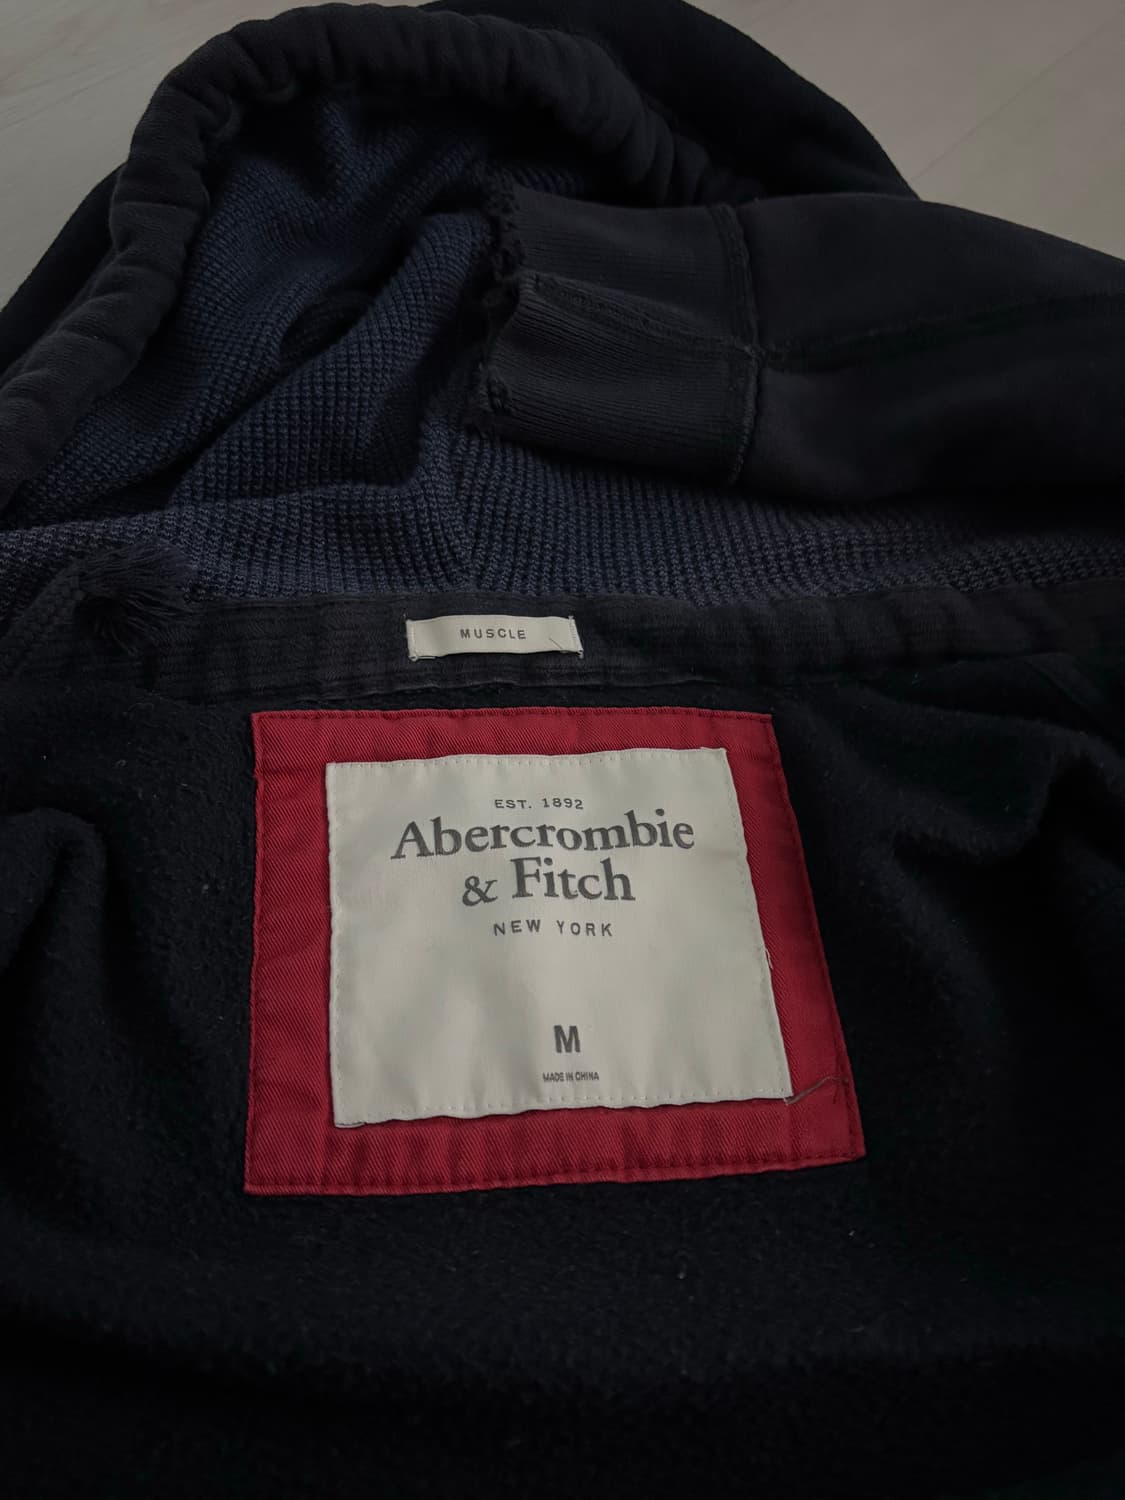 MUSCLE
EST. 1892
Abercrombie
& Fitch
NEW YORK
M
MADE IN CHINA